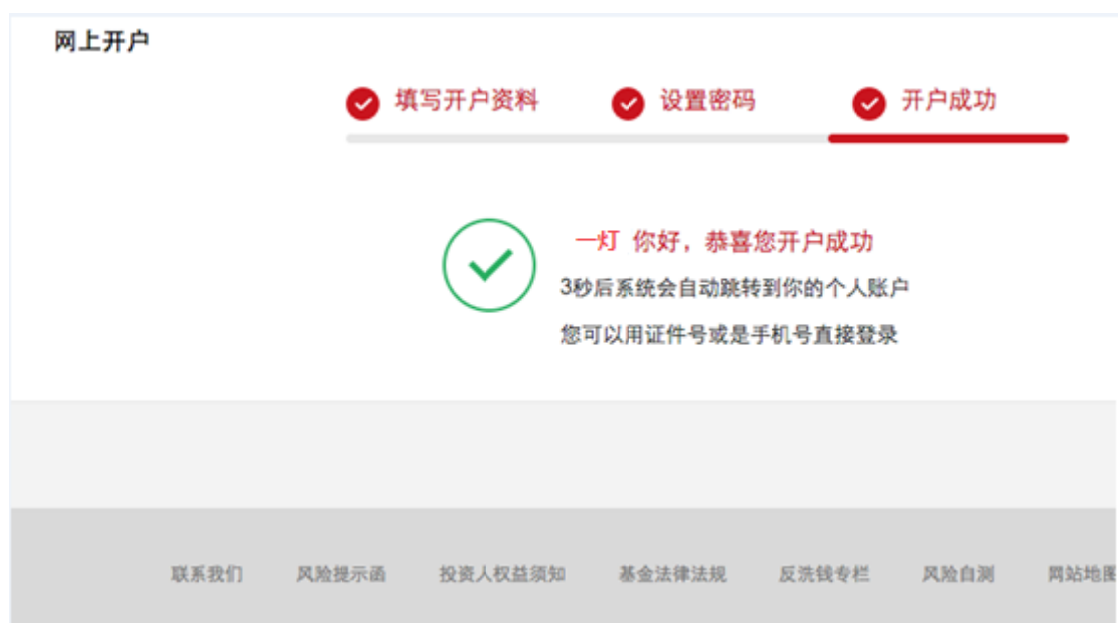 网上开户
填写开户资料 设置密码 开户成功
一灯 你好，恭喜您开户成功
3秒后系统会自动跳转到你的个人账户
您可以用证件号或是手机号直接登录
联系我们 风险提示函 投资人权益须知 基金法律法规 反洗钱专栏 风险自测 网站地图